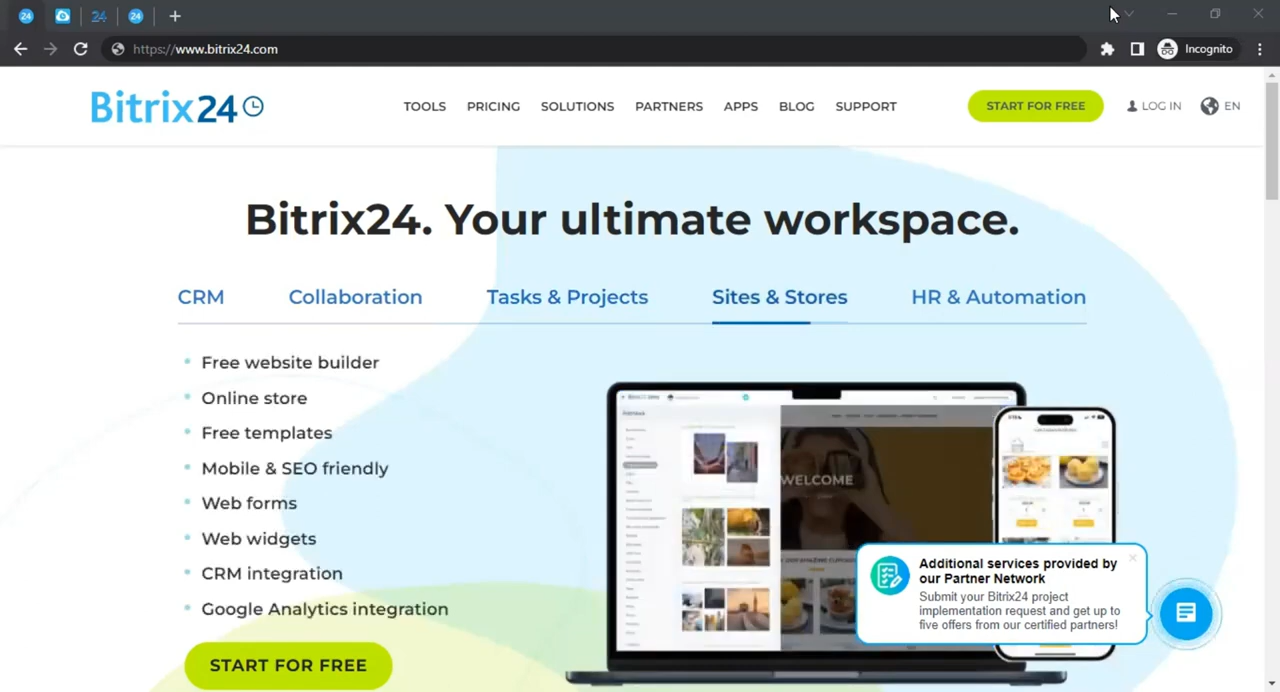 https://www.bitrix24.com
Incognito
Bitrix24
TOOLS PRICING SOLUTIONS PARTNERS APPS BLOG SUPPORT
START FOR FREE
LOG IN
EN
Bitrix24. Your ultimate workspace.
CRM Collaboration Tasks & Projects Sites & Stores HR & Automation
Free website builder
Online store
Free templates
Mobile & SEO friendly
Web forms
Web widgets
CRM integration
Google Analytics integration
START FOR FREE
WELCOME
Additional services provided by
our Partner Network
Submit your Bitrix24 project
implementation request and get up to
five offers from our certified partners!